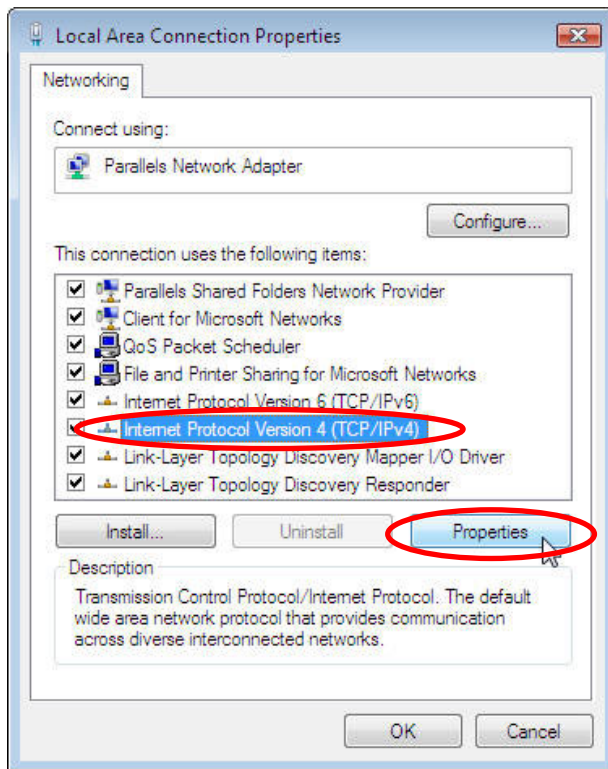 Local Area Connection Properties
Networking
Connect using:
Parallels Network Adapter
Configure...
This connection uses the following items:
Parallels Shared Folders Network Provider
Client for Microsoft Networks
QoS Packet Scheduler
File and Printer Sharing for Microsoft Networks
Internet Protocol Version 6 (TCP/IPv6)
Internet Protocol Version 4 (TCP/IPv4)
Link-Layer Topology Discovery Mapper I/O Driver
Link-Layer Topology Discovery Responder
Install... Uninstall Properties
Description
Transmission Control Protocol/Internet Protocol. The default
wide area network protocol that provides communication
across diverse interconnected networks.
OK Cancel